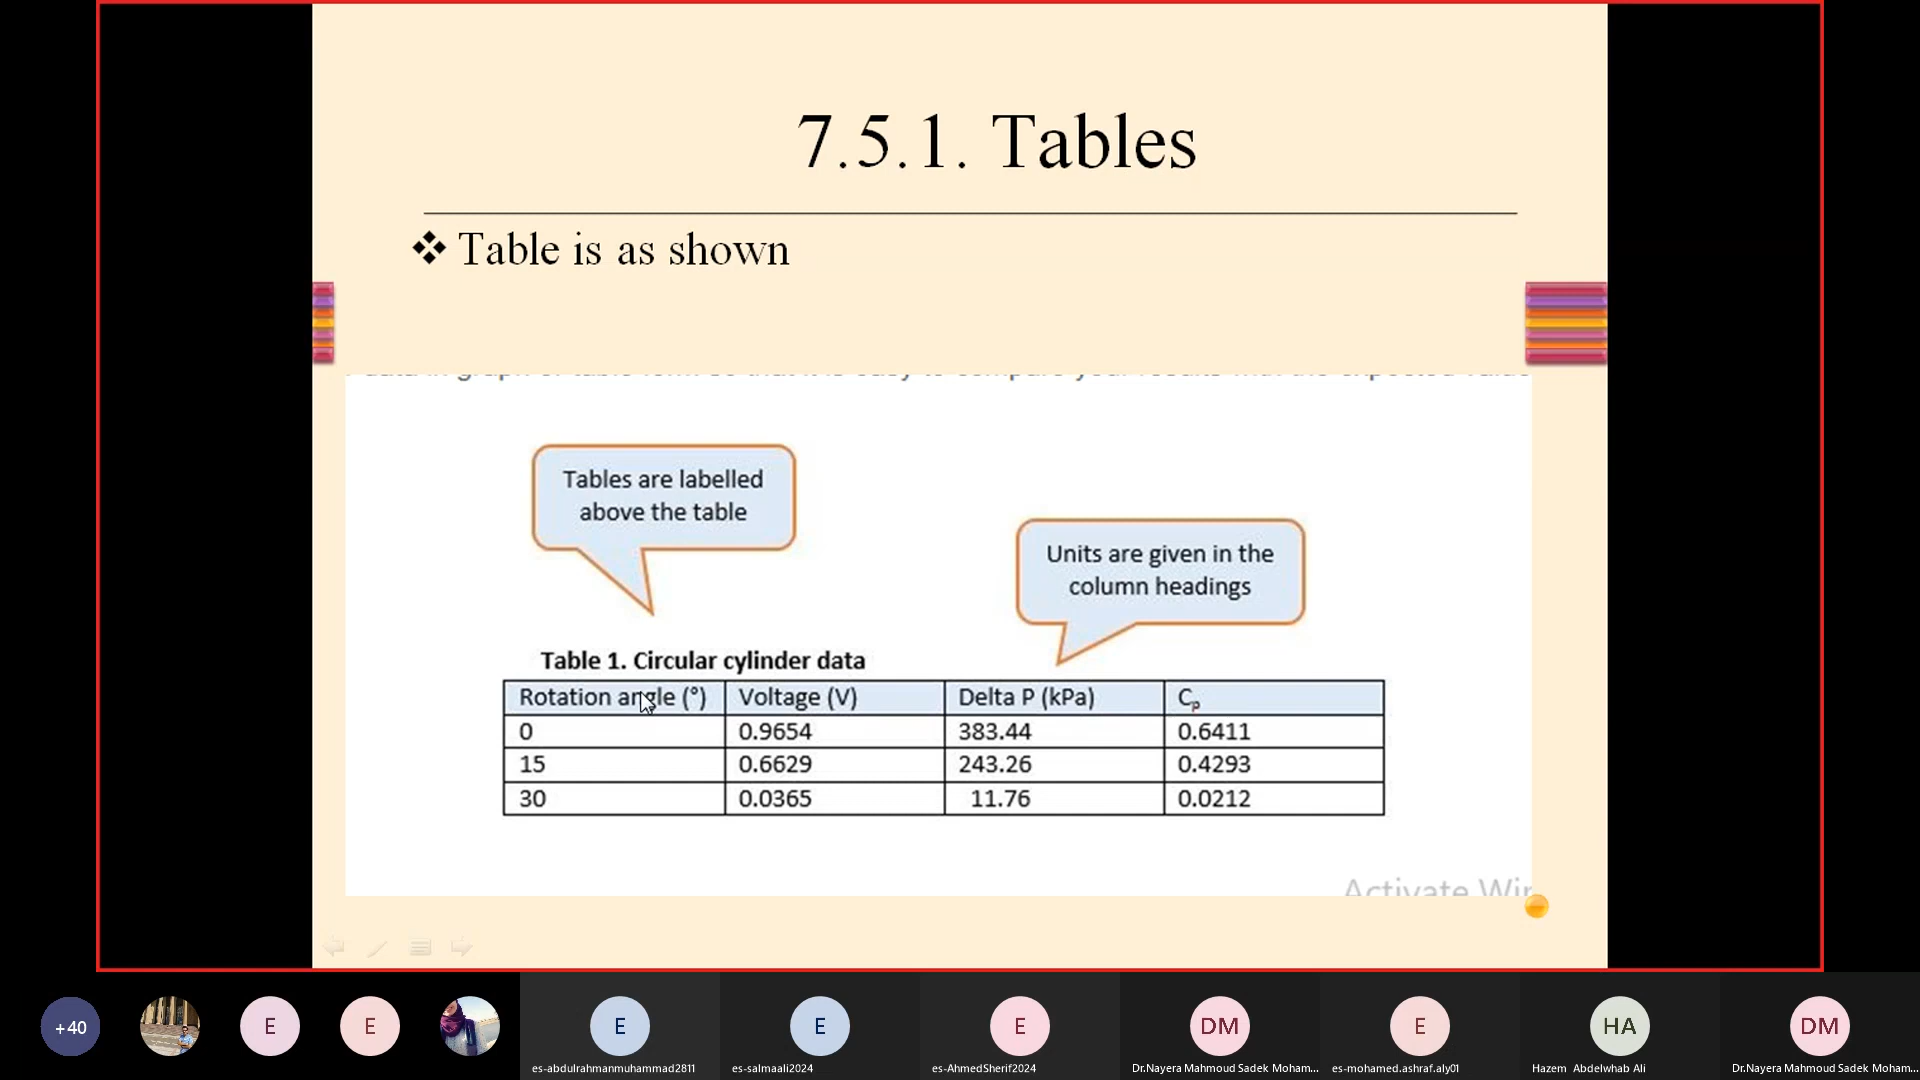 7.5.1. Tables
❖ Table is as shown
Tables are labelled
above the table
Units are given in the
column headings
Table 1. Circular cylinder data
Rotation angle (°) Voltage (V) Delta P (kPa) Cp
0 0.9654 383.44 0.6411
15 0.6629 243.26 0.4293
30 0.0365 11.76 0.0212
Activate Wir
+40 E E E E E DM E HA DM
es-abdulrahmanmuhammad2811 es-salmaali2024 es-AhmedSherif2024 Dr.Nayera Mahmoud Sadek Moham... es-mohamed.ashraf.aly01 Hazem Abdelwhab Ali Dr.Nayera Mahmoud Sadek Moham...